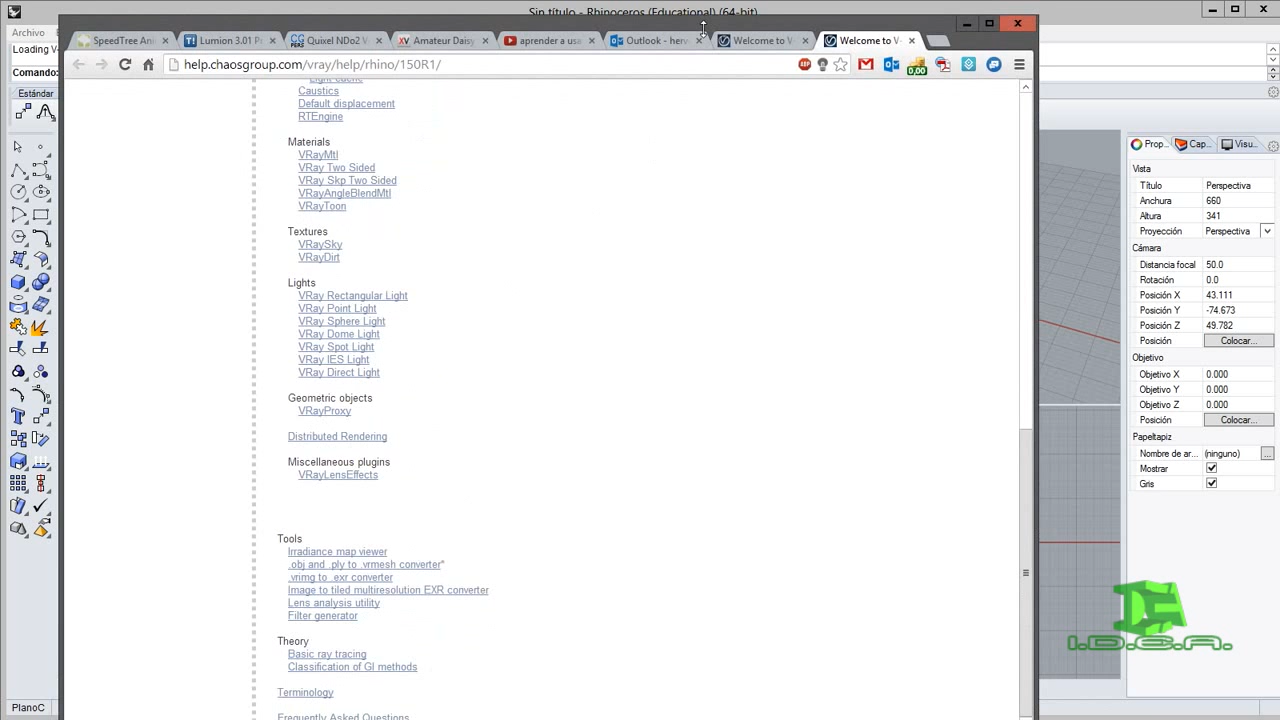 Sin título - Rhinoceros (Educational) (64-bit)
Archivo
Loading V
Comando:
Estándar
SpeedTree Ani
Lumion 3.01 P
Quixel NDo2 V
Amateur Daisy
aprender a usa
Outlook - herv
Welcome to V
Welcome to V
help.chaosgroup.com/vray/help/rhino/150R1/
0,00
Light cache
Caustics
Default displacement
RTEngine
Materials
VRayMtl
VRay Two Sided
VRay Skp Two Sided
VRayAngleBlendMtl
VRayToon
Textures
VRaySky
VRayDirt
Lights
VRay Rectangular Light
VRay Point Light
VRay Sphere Light
VRay Dome Light
VRay Spot Light
VRay IES Light
VRay Direct Light
Geometric objects
VRayProxy
Distributed Rendering
Miscellaneous plugins
VRayLensEffects
Tools
Irradiance map viewer
.obj and .ply to .vrmesh converter"
.vrimg to .exr converter
Image to tiled multiresolution EXR converter
Lens analysis utility
Filter generator
Theory
Basic ray tracing
Classification of GI methods
Terminology
Frequently Asked Questions
PlanoC
Prop... Cap... Visu...
Vista
Título Perspectiva
Anchura 660
Altura 341
Proyección Perspectiva
Cámara
Distancia focal 50.0
Rotación 0.0
Posición X 43.111
Posición Y -74.673
Posición Z 49.782
Posición Colocar...
Objetivo
Objetivo X 0.000
Objetivo Y 0.000
Objetivo Z 0.000
Posición Colocar...
Papeltapiz
Nombre de ar... (ninguno) ...
Mostrar
Gris
I.D.E.A.